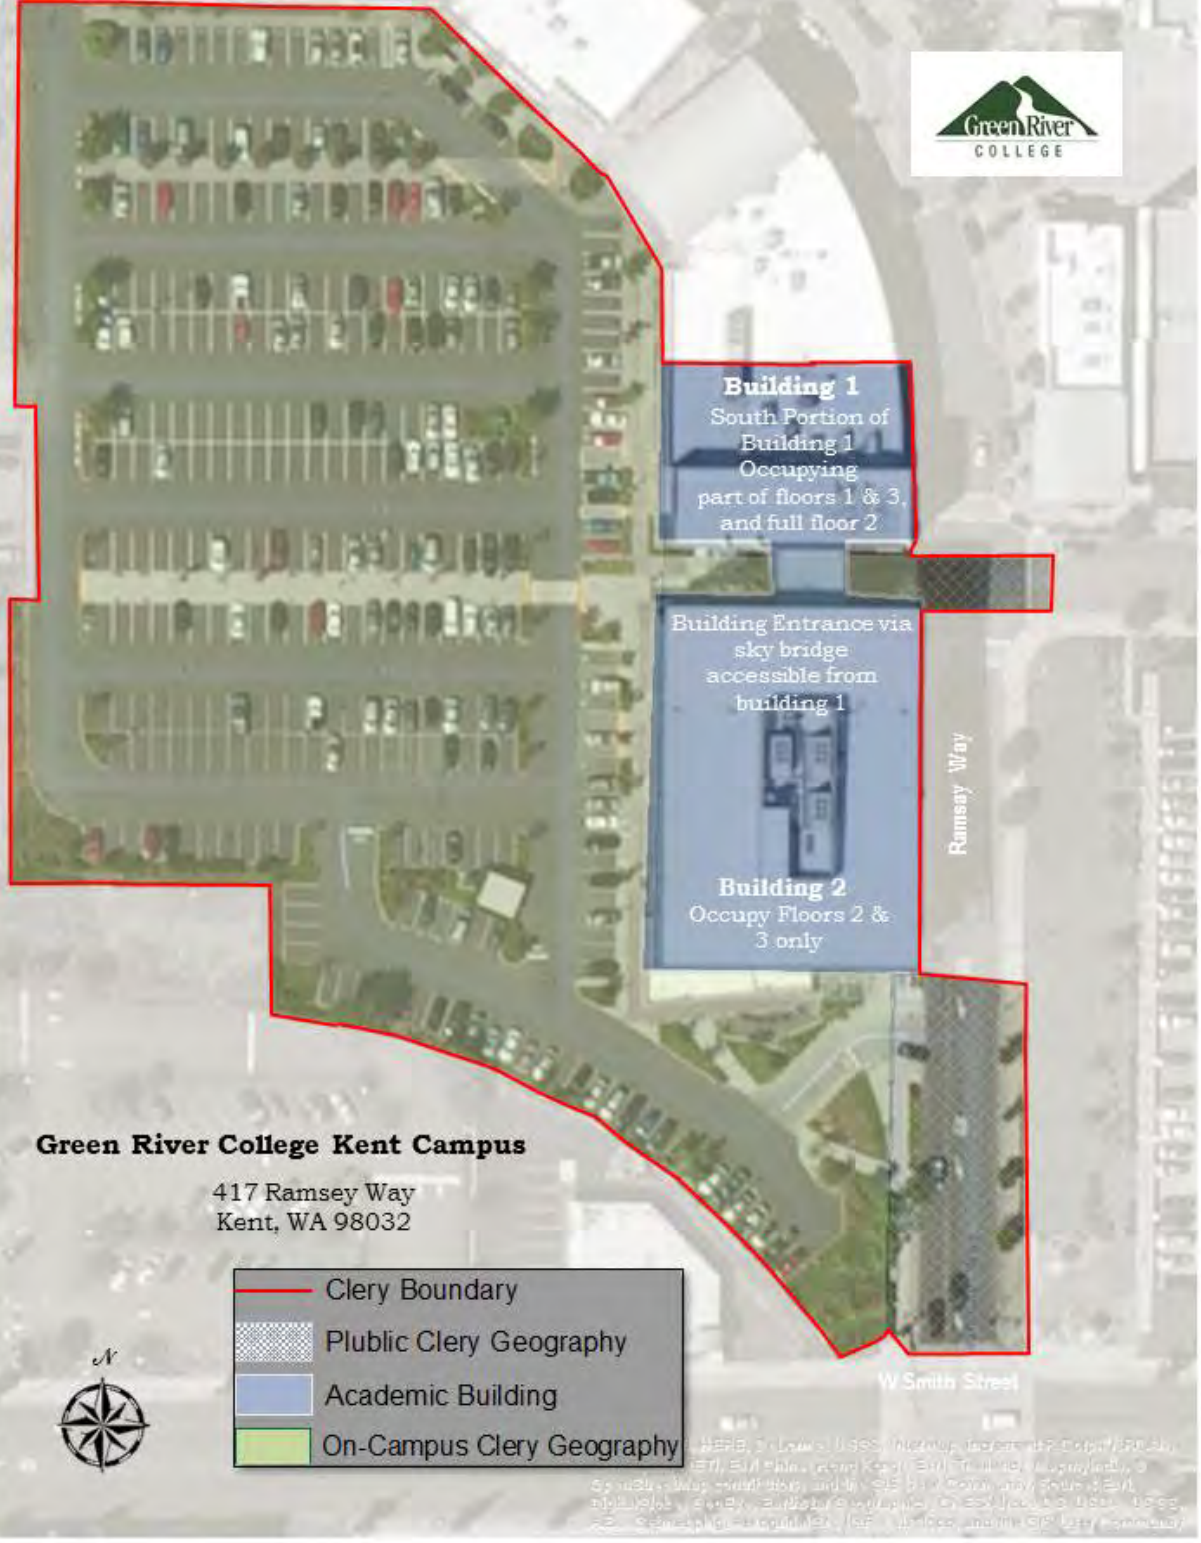 Green River
COLLEGE
Building 1
South Portion of
Building 1
Occupying
part of floors 1 & 3,
and full floor 2
Building Entrance via
sky bridge
accessible from
building 1
Ramsay Way
Building 2
Occupy Floors 2 &
3 only
Green River College Kent Campus
417 Ramsey Way
Kent, WA 98032
Clery Boundary
Plublic Clery Geography
Academic Building
On-Campus Clery Geography
N
W Smith Street